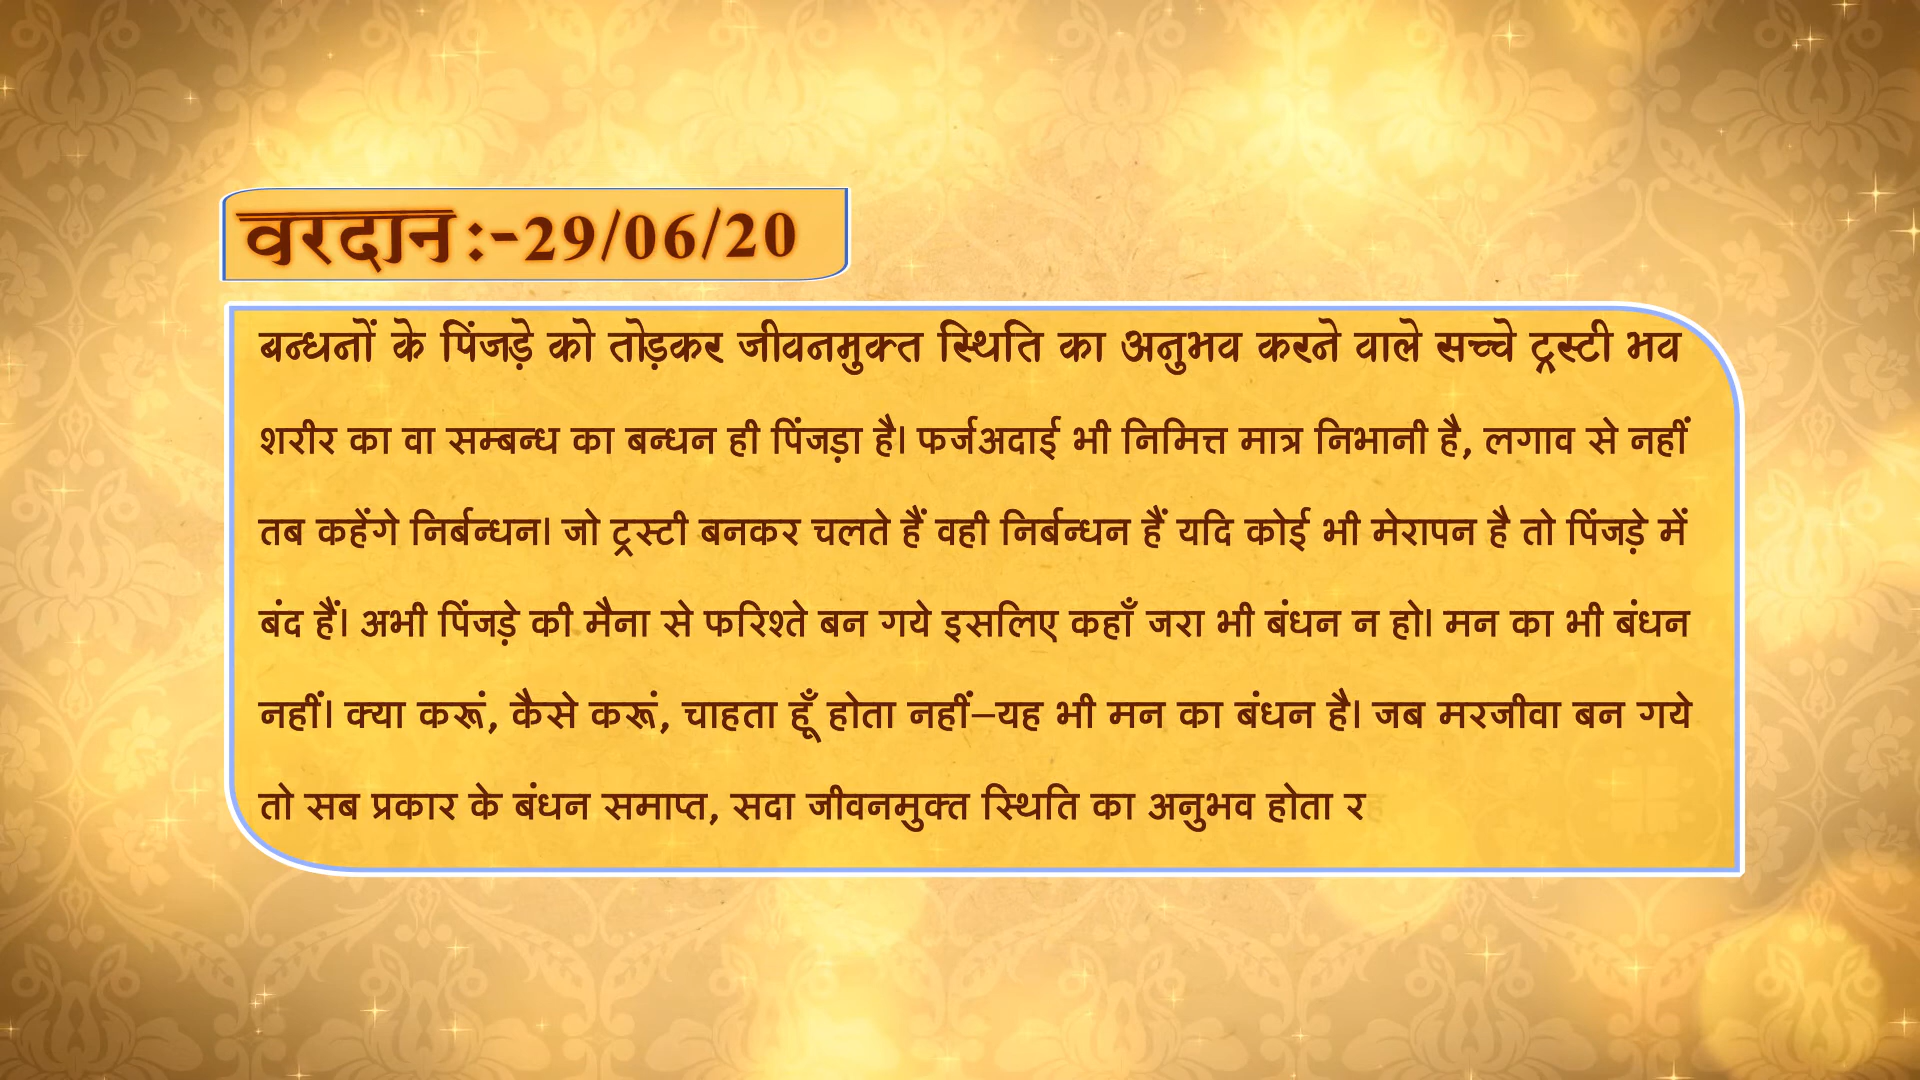 वरदान :-29/06/20
बन्धनों के पिंजड़े को तोड़कर जीवनमुक्त स्थिति का अनुभव करने वाले सच्चे ट्रस्टी भव
शरीर का वा सम्बन्ध का बन्धन ही पिंजड़ा है। फर्जअदाई भी निमित्त मात्र निभानी है, लगाव से नहीं
तब कहेंगे निर्बन्धन। जो ट्रस्टी बनकर चलते हैं वही निर्बन्धन हैं यदि कोई भी मेरापन है तो पिंजड़े में
बंद हैं। अभी पिंजड़े की मैना से फरिश्ते बन गये इसलिए कहाँ जरा भी बंधन न हो। मन का भी बंधन
नहीं। क्या करूं, कैसे करूं, चाहता हूँ होता नहीं–यह भी मन का बंधन है। जब मरजीवा बन गये
तो सब प्रकार के बंधन समाप्त, सदा जीवनमुक्त स्थिति का अनुभव होता